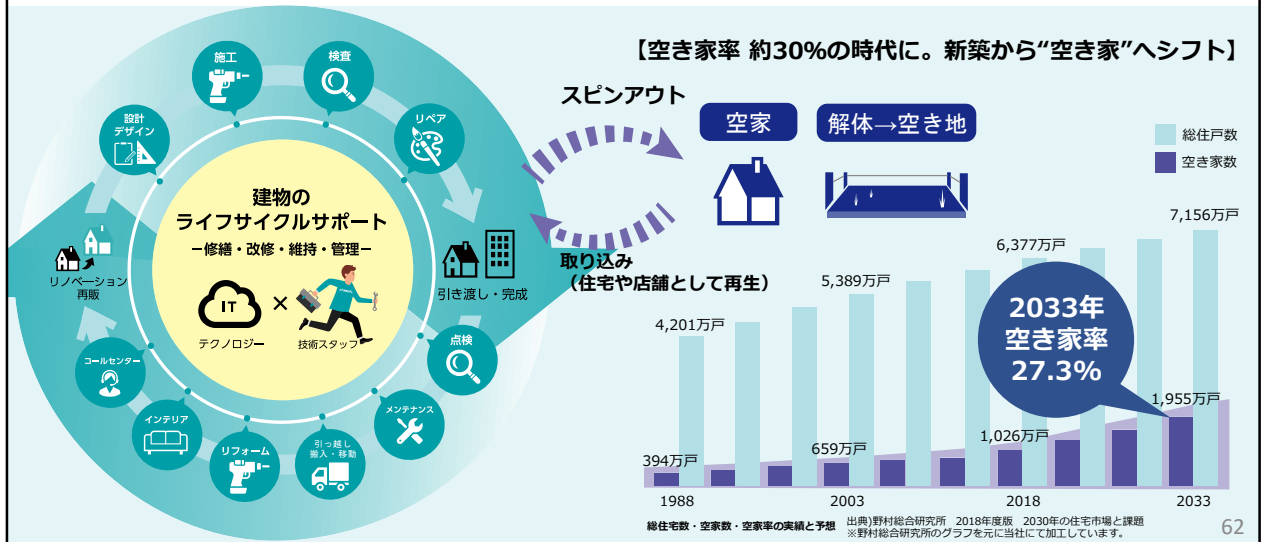 【空き家率 約30%の時代に。新築から“空き家”へシフト】
施工
検査
設計
デザイン
リペア
建物の
ライフサイクルサポート
−修繕・改修・維持・管理−
IT
×
テクノロジー
技術スタッフ
リノベーション
再販
引き渡し・完成
コールセンター
点検
インテリア
メンテナンス
リフォーム
引っ越し
搬入・移動
スピンアウト
空家
解体→空き地
取り込み
（住宅や店舗として再生）
総住戸数
空き家数
4,201万戸
5,389万戸
6,377万戸
7,156万戸
2033年
空き家率
27.3%
394万戸
659万戸
1,026万戸
1,955万戸
1988
2003
2018
2033
総住宅数・空家数・空家率の実績と予想
出典)野村総合研究所 2018年度版 2030年の住宅市場と課題
※野村総合研究所のグラフを元に当社にて加工しています。
62